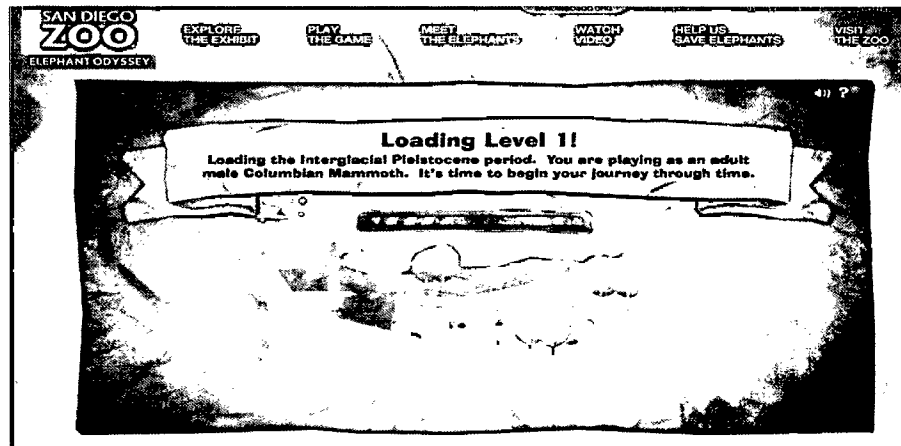 SAN DIEGO
ZOO
ELEPHANT ODYSSEY
EXPLORE
THE EXHIBIT
PLAY
THE GAME
MEET
THE ELEPHANTS
WATCH
VIDEO
HELP US
SAVE ELEPHANTS
VISIT
THE ZOO
?
Loading Level 1!
Loading the Interglacial Pleistocene period. You are playing as an adult
male Columbian Mammoth. It's time to begin your journey through time.